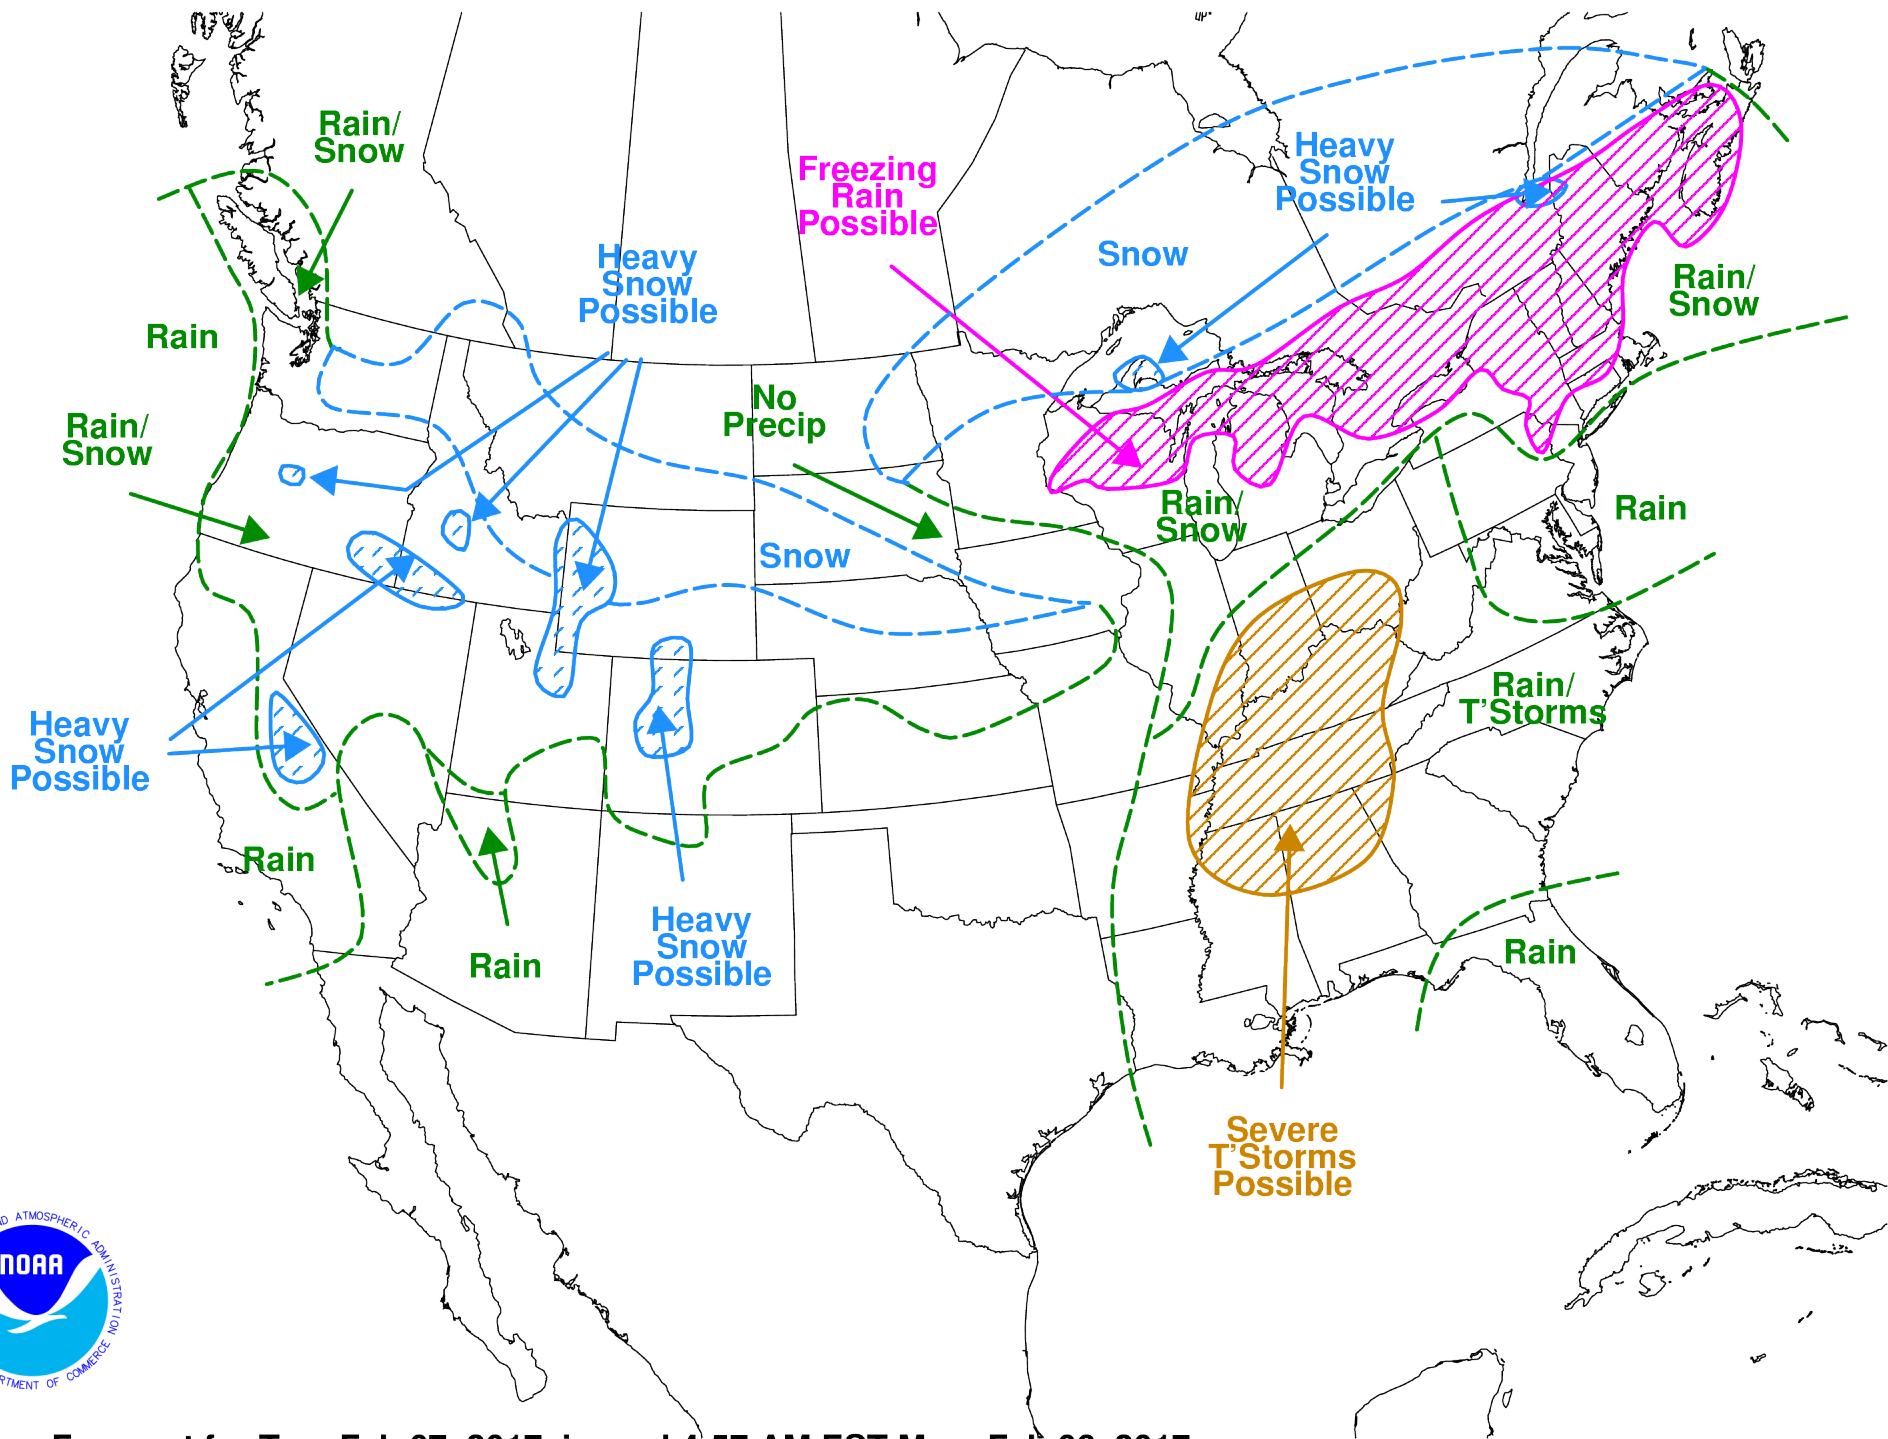 Rain/
Snow
Heavy
Snow
Possible
Freezing
Rain
Possible
Heavy
Snow
Possible
Snow
Rain/
Snow
Rain
No
Precip
Rain/
Snow
Rain/
Snow
Rain
Snow
Rain/
T'Storms
Heavy
Snow
Possible
Rain
Rain
Heavy
Snow
Possible
Rain
Severe
T'Storms
Possible
ATMOSPHERIC ADMINISTRATION
NOAA
OF COMMERCE